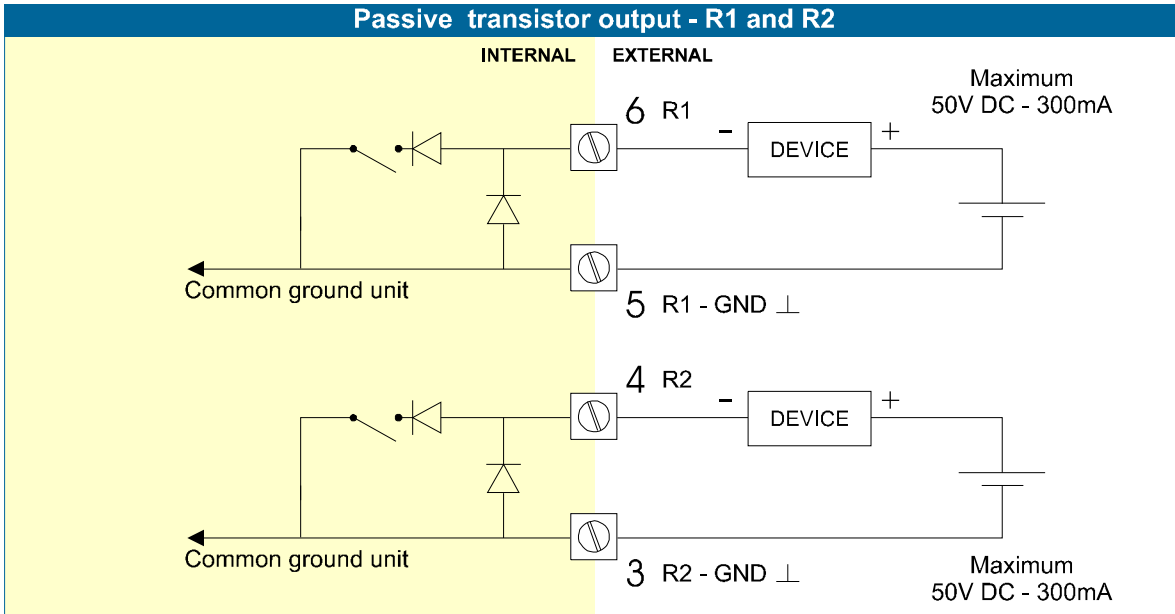 Passive transistor output - R1 and R2
INTERNAL EXTERNAL
Maximum
50V DC - 300mA
6 R1
- DEVICE +
Common ground unit
5 R1 - GND ⊥
4 R2
- DEVICE +
Common ground unit
3 R2 - GND ⊥
Maximum
50V DC - 300mA